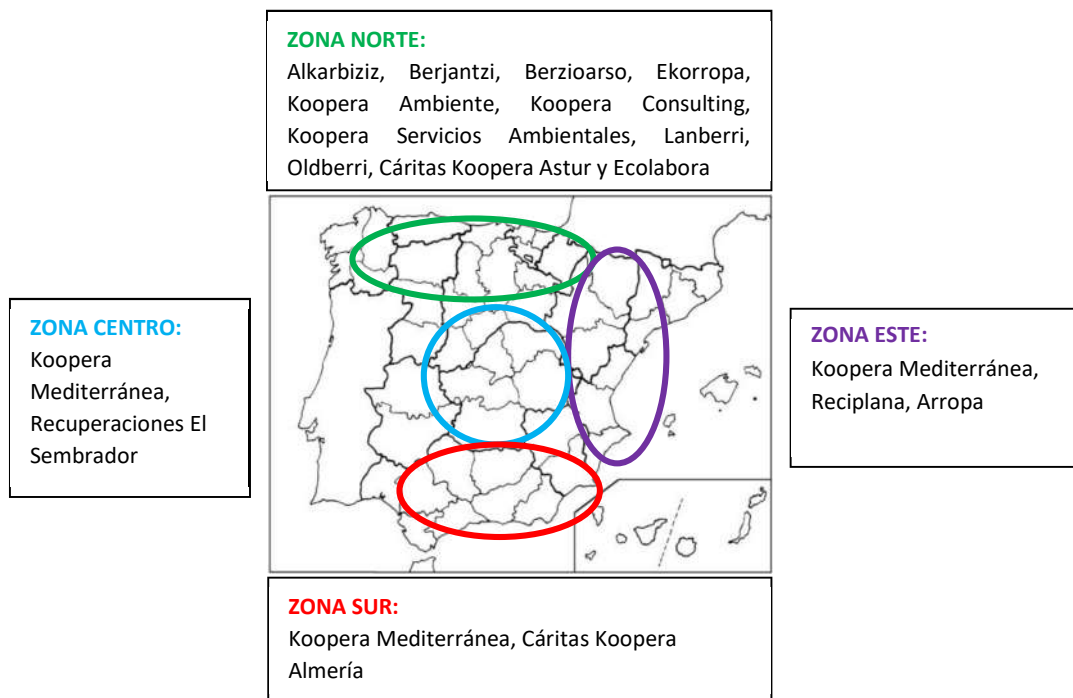 ZONA NORTE:
Alkarbiziz, Berjantzi, Berzioarso, Ekorropa,
Koopera Ambiente, Koopera Consulting,
Koopera Servicios Ambientales, Lanberri,
Oldberri, Cáritas Koopera Astur y Ecolabora
ZONA CENTRO:
Koopera
Mediterránea,
Recuperaciones El
Sembrador
ZONA ESTE:
Koopera Mediterránea,
Reciplana, Arropa
ZONA SUR:
Koopera Mediterránea, Cáritas Koopera
Almería